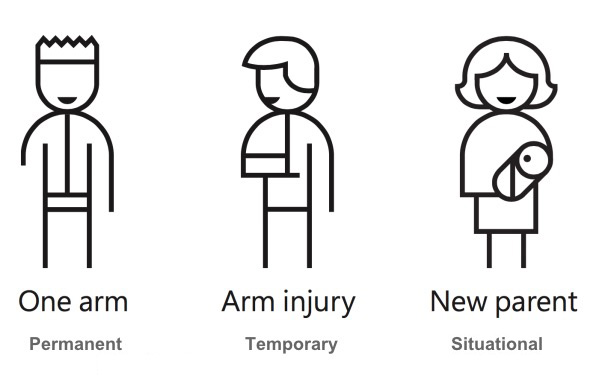 One arm
Arm injury
New parent
Permanent
Temporary
Situational